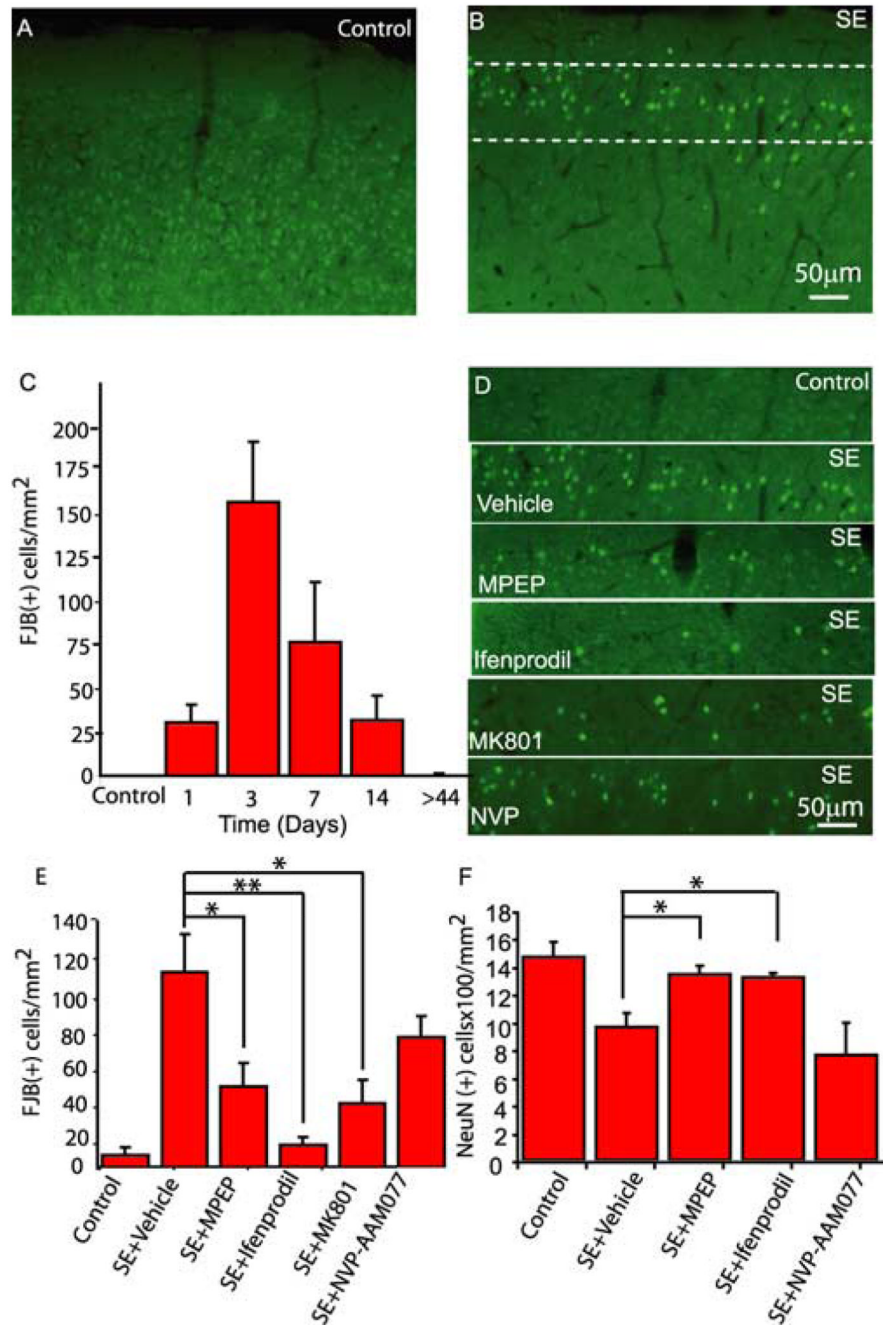 A
Control
B
SE
50μm
C
FJB(+) cells/mm2
200
175
150
125
100
75
50
25
0
Control 1 3 7 14 >44
Time (Days)
D
Control
SE
Vehicle
SE
MPEP
SE
Ifenprodil
SE
MK801
SE
NVP
50μm
E
FJB(+) cells/mm2
140
120
100
80
60
40
20
0
*
**
*
Control
SE+Vehicle
SE+MPEP
SE+Ifenprodil
SE+MK801
SE+NVP-AAM077
F
NeuN (+) cellsx100/mm2
18
16
14
12
10
8
6
4
2
0
*
*
Control
SE+Vehicle
SE+MPEP
SE+Ifenprodil
SE+NVP-AAM077